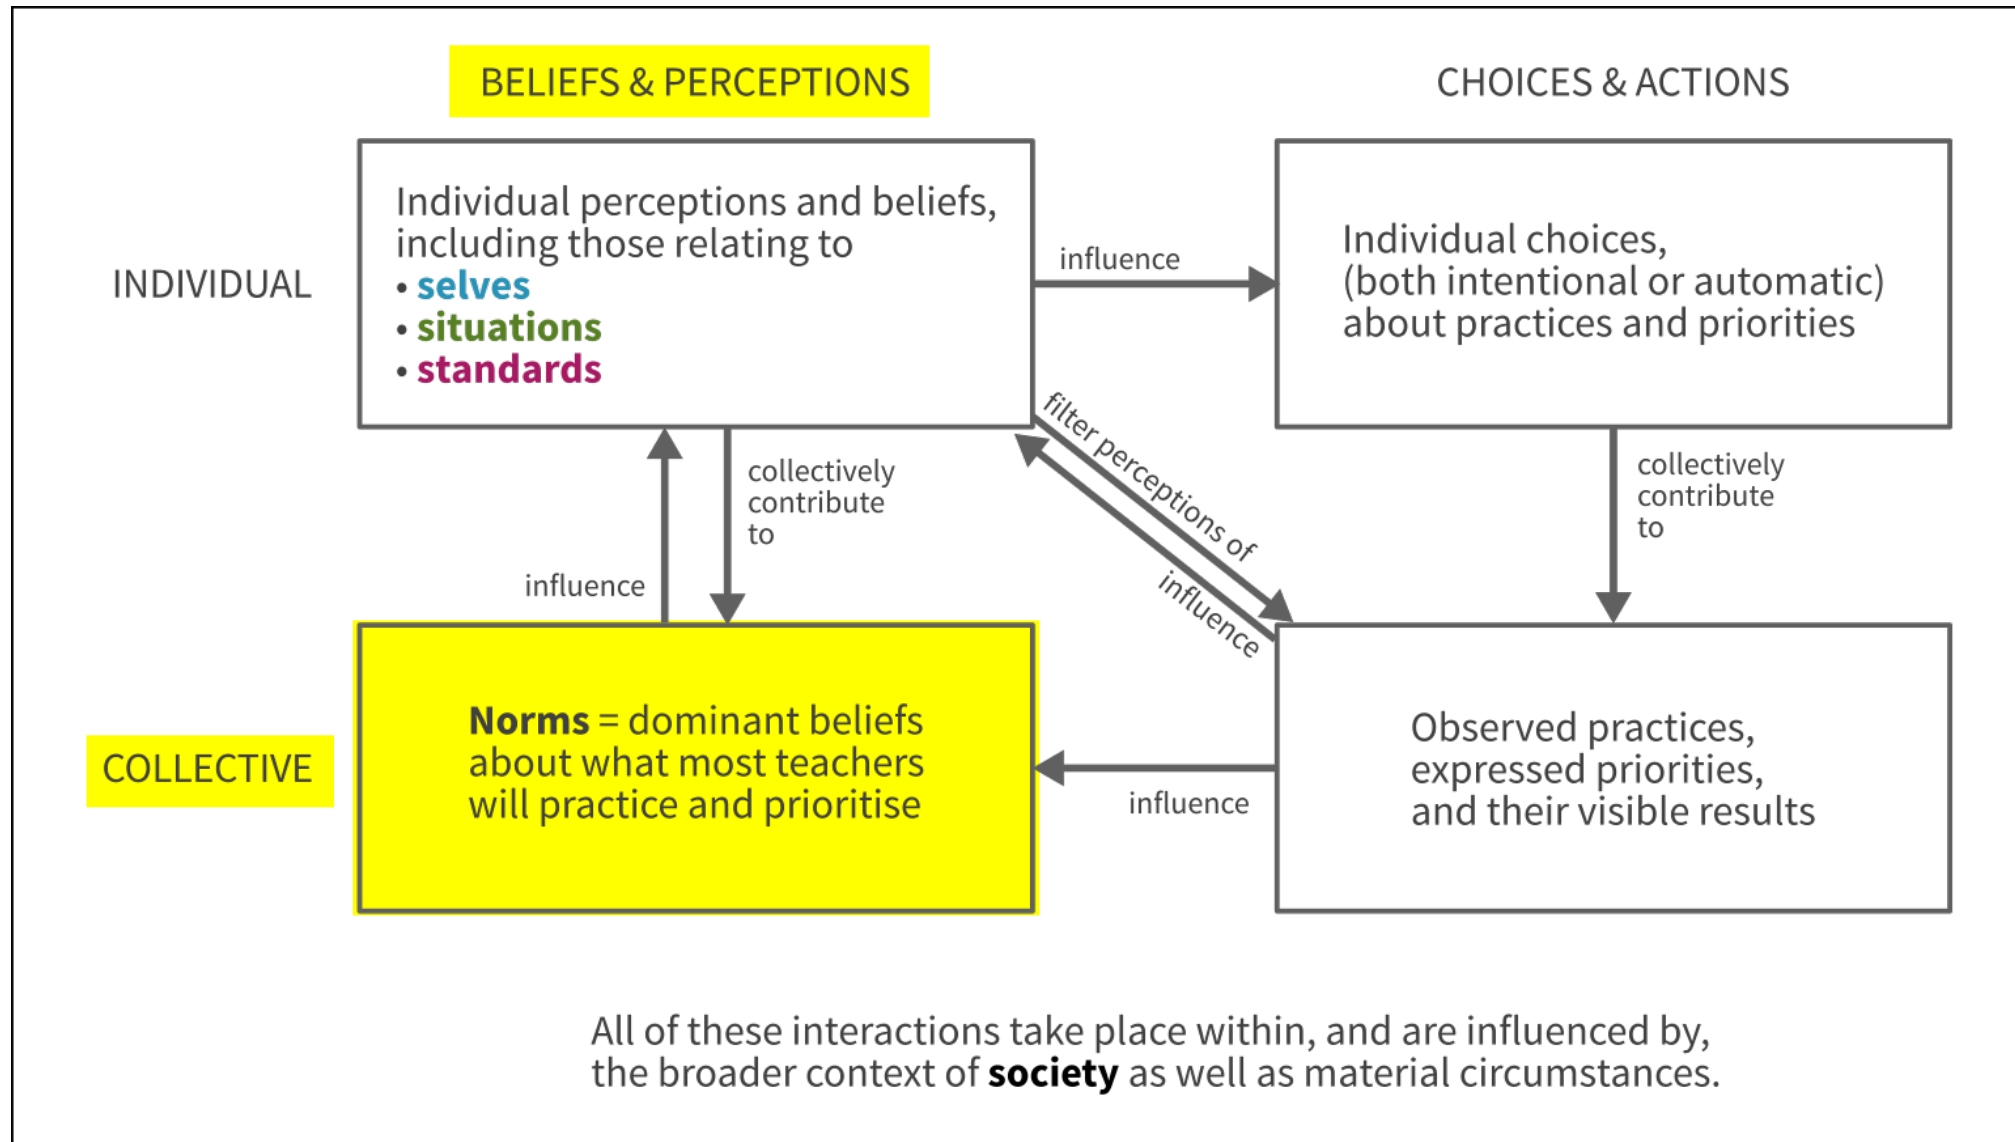 BELIEFS & PERCEPTIONS
CHOICES & ACTIONS
INDIVIDUAL
Individual perceptions and beliefs,
including those relating to
• selves
• situations
• standards
influence
Individual choices,
(both intentional or automatic)
about practices and priorities
influence
collectively
contribute
to
filter perceptions of
influence
collectively
contribute
to
COLLECTIVE
Norms = dominant beliefs
about what most teachers
will practice and prioritise
influence
Observed practices,
expressed priorities,
and their visible results
All of these interactions take place within, and are influenced by,
the broader context of society as well as material circumstances.